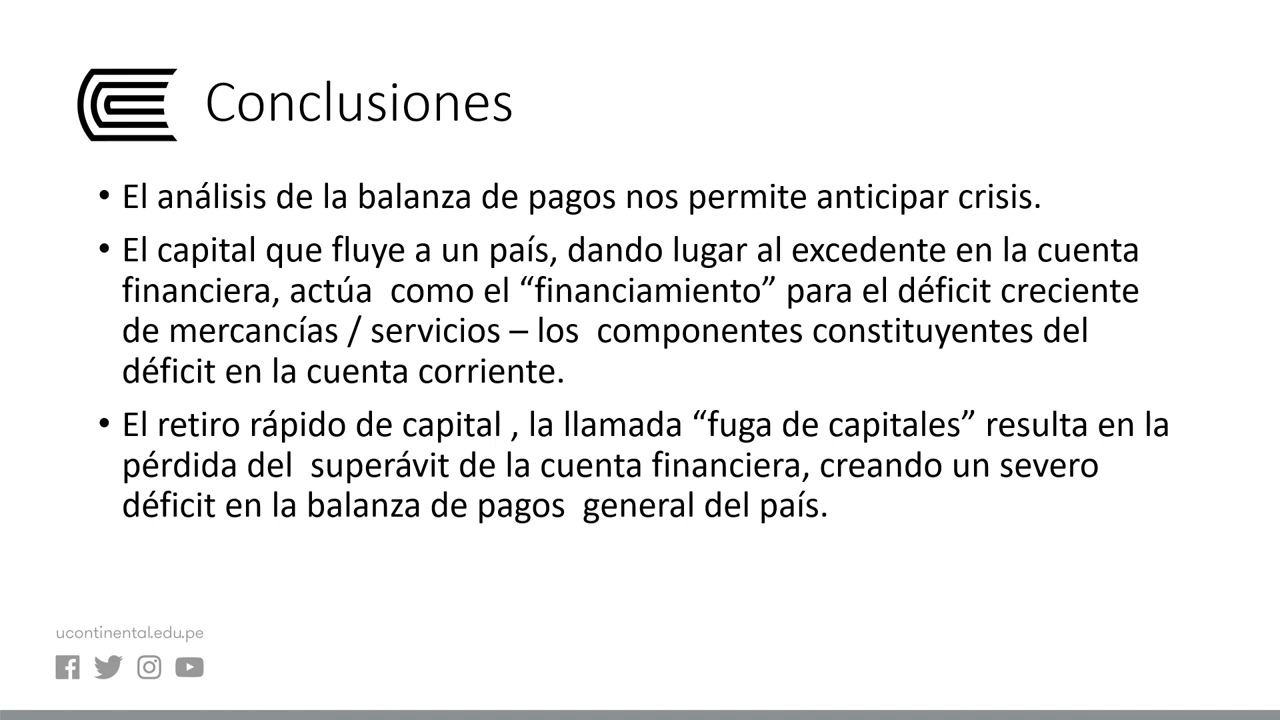 Conclusiones
• El análisis de la balanza de pagos nos permite anticipar crisis.
• El capital que fluye a un país, dando lugar al excedente en la cuenta
financiera, actúa  como el “financiamiento” para el déficit creciente
de mercancías / servicios – los  componentes constituyentes del
déficit en la cuenta corriente.
• El retiro rápido de capital , la llamada “fuga de capitales” resulta en la
pérdida del  superávit de la cuenta financiera, creando un severo
déficit en la balanza de pagos  general del país.
ucontinental.edu.pe